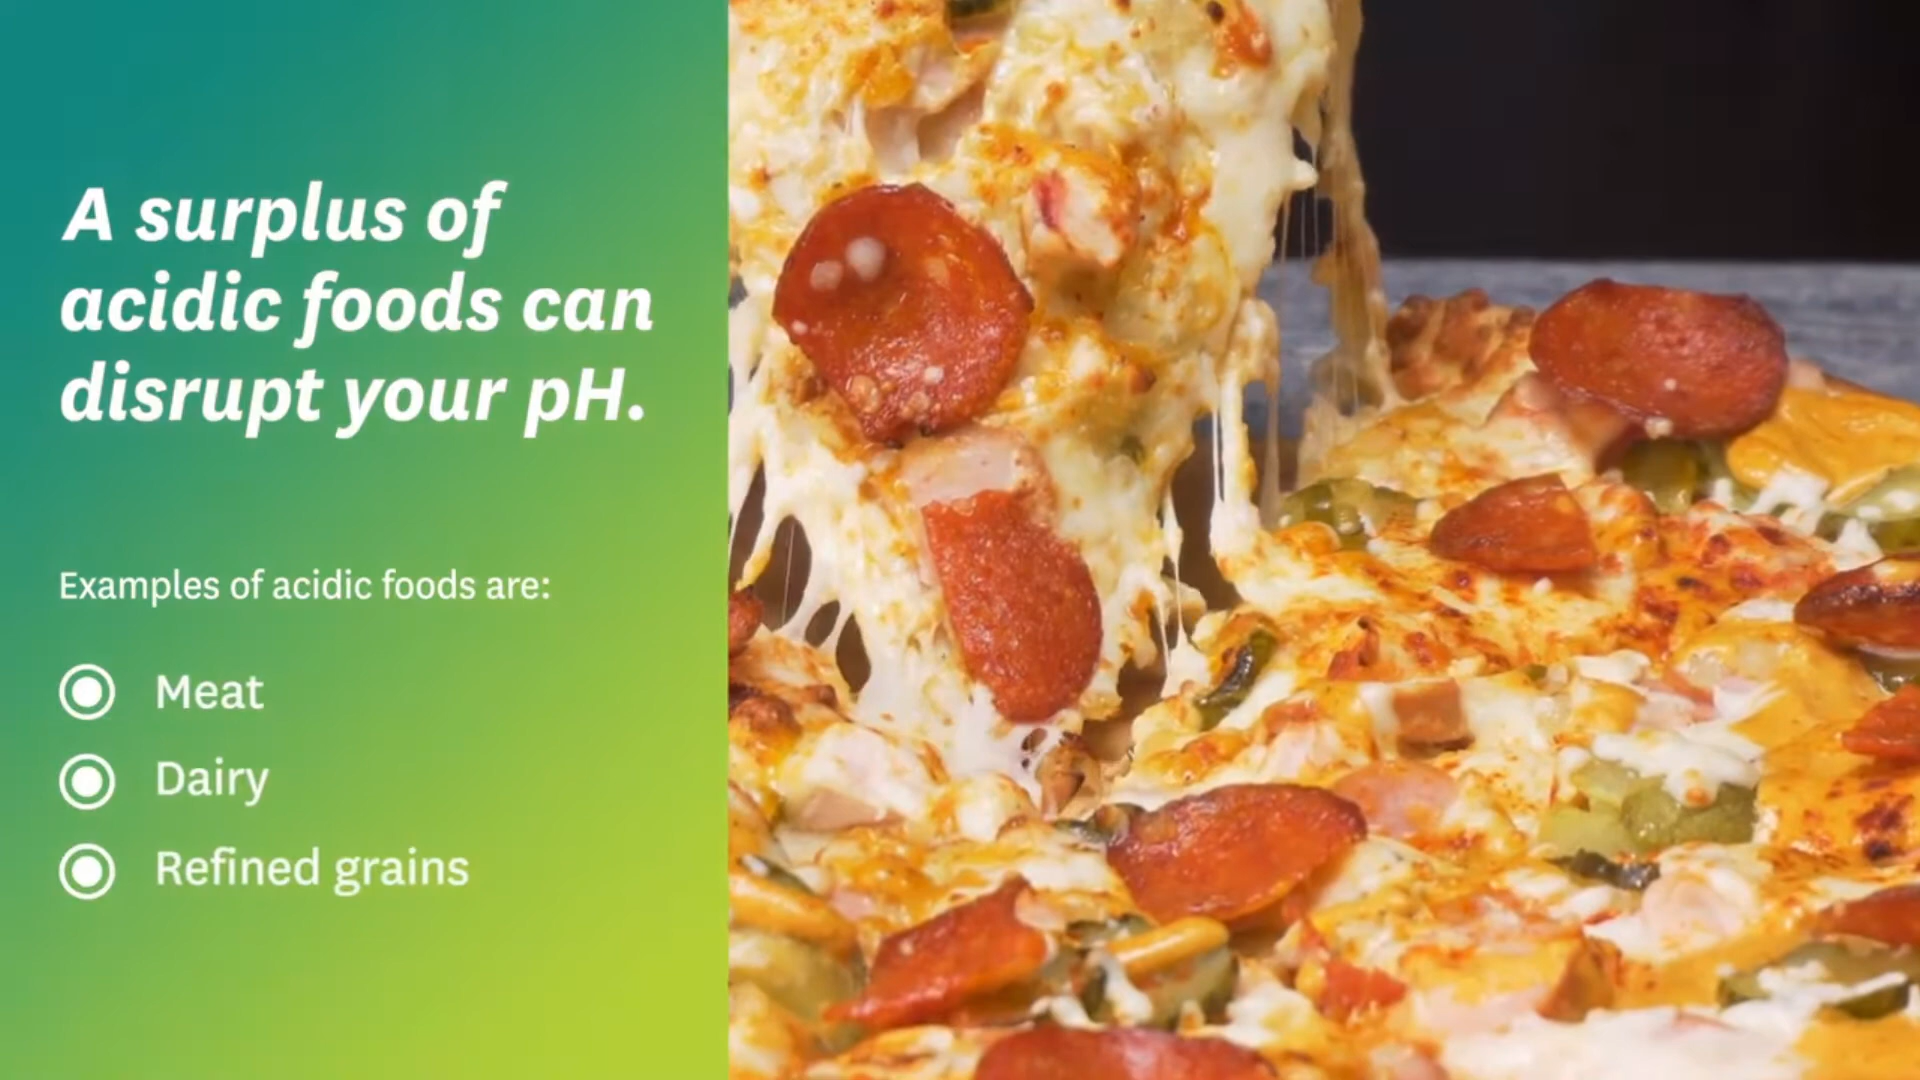 A surplus of
acidic foods can
disrupt your pH.
Examples of acidic foods are:
Meat
Dairy
Refined grains